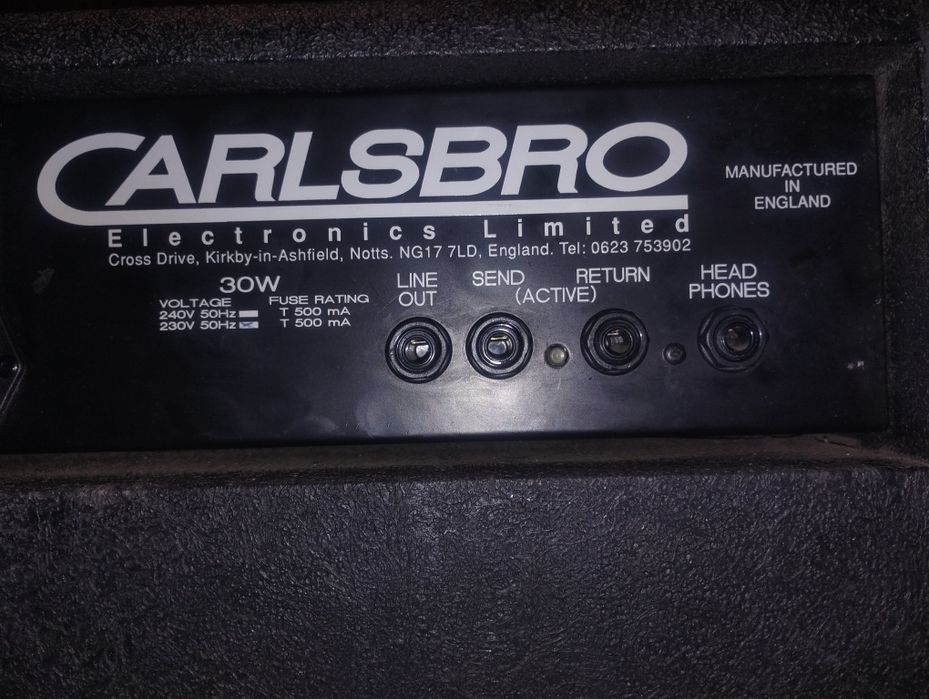 CARLSBRO
Electronics Limited
Cross Drive, Kirkby-in-Ashfield, Notts. NG17 7LD, England. Tel: 0623 753902
MANUFACTURED
IN
ENGLAND
30W
VOLTAGE FUSE RATING
240V 50Hz T 500 mA
230V 50Hz T 500 mA
LINE
OUT
SEND RETURN
(ACTIVE)
HEAD
PHONES